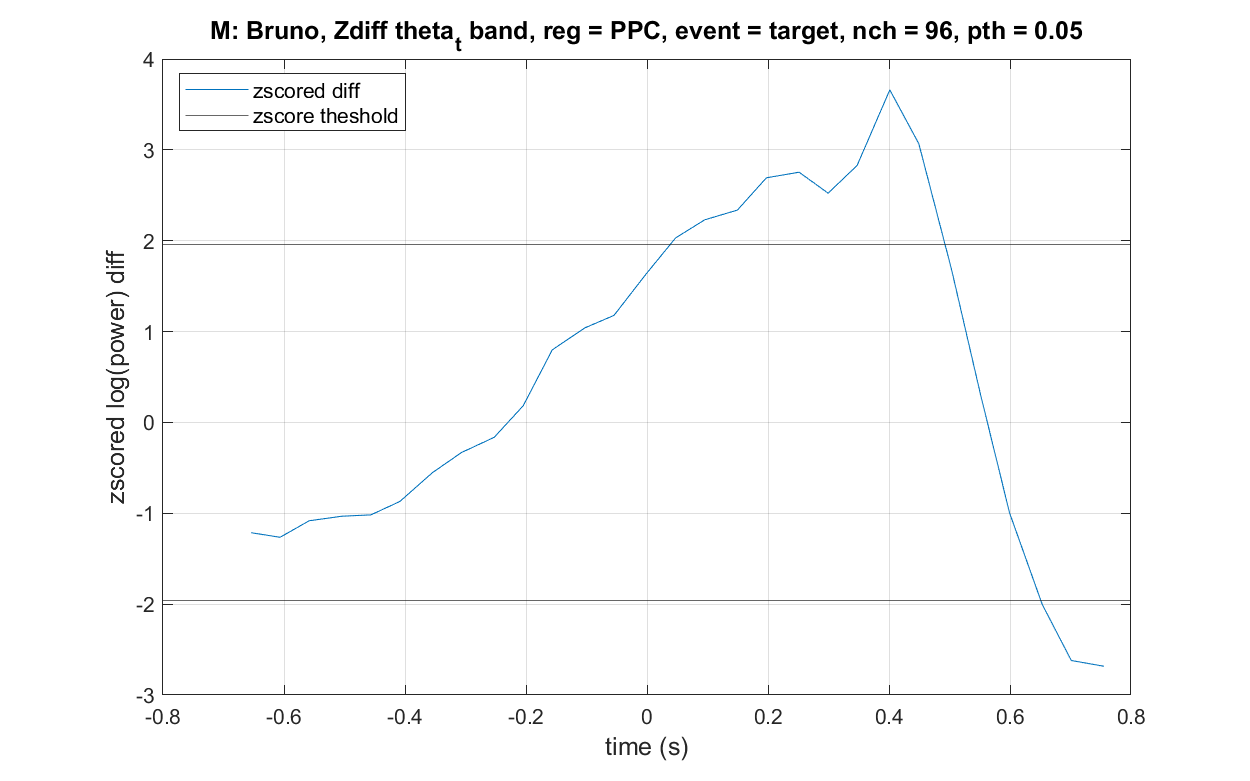 M: Bruno, Zdiff theta_t band, reg = PPC, event = target, nch = 96, pth = 0.05
4
zscored diff
zscore theshold
3
2
1
0
-1
-2
-3
zscored log(power) diff
-0.8 -0.6 -0.4 -0.2 0 0.2 0.4 0.6 0.8
time (s)